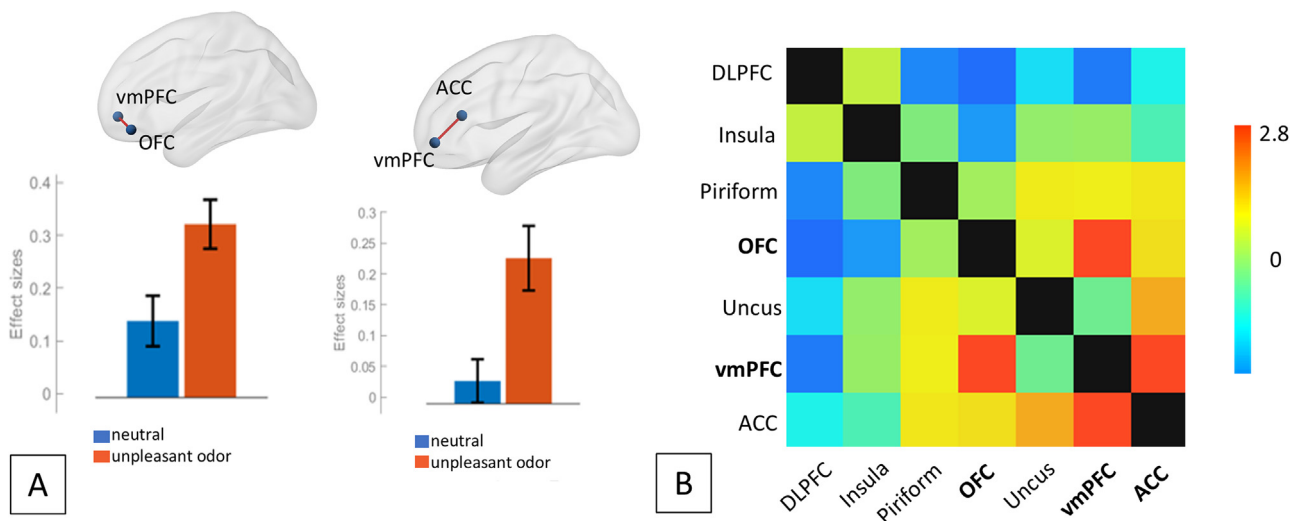 vmPFC
OFC
ACC
vmPFC
0.4
0.3
0.2
0.1
0
Effect sizes
0.3
0.25
0.2
0.15
0.1
0.05
0
Effect sizes
neutral
unpleasant odor
neutral
unpleasant odor
A
DLPFC
Insula
Piriform
OFC
Uncus
vmPFC
ACC
DLPFC
Insula
Piriform
OFC
Uncus
vmPFC
ACC
2.8
0
B